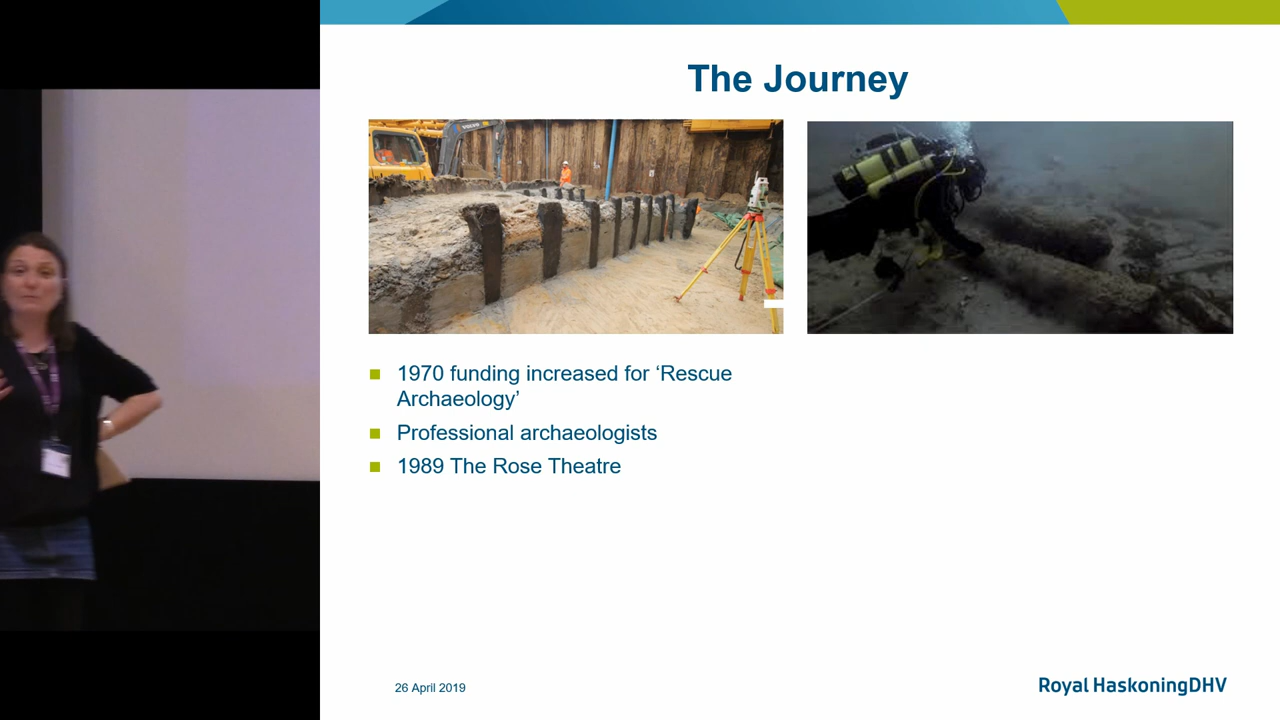 The Journey
VOLVO
1970 funding increased for ‘Rescue
Archaeology’
Professional archaeologists
1989 The Rose Theatre
26 April 2019
Royal HaskoningDHV